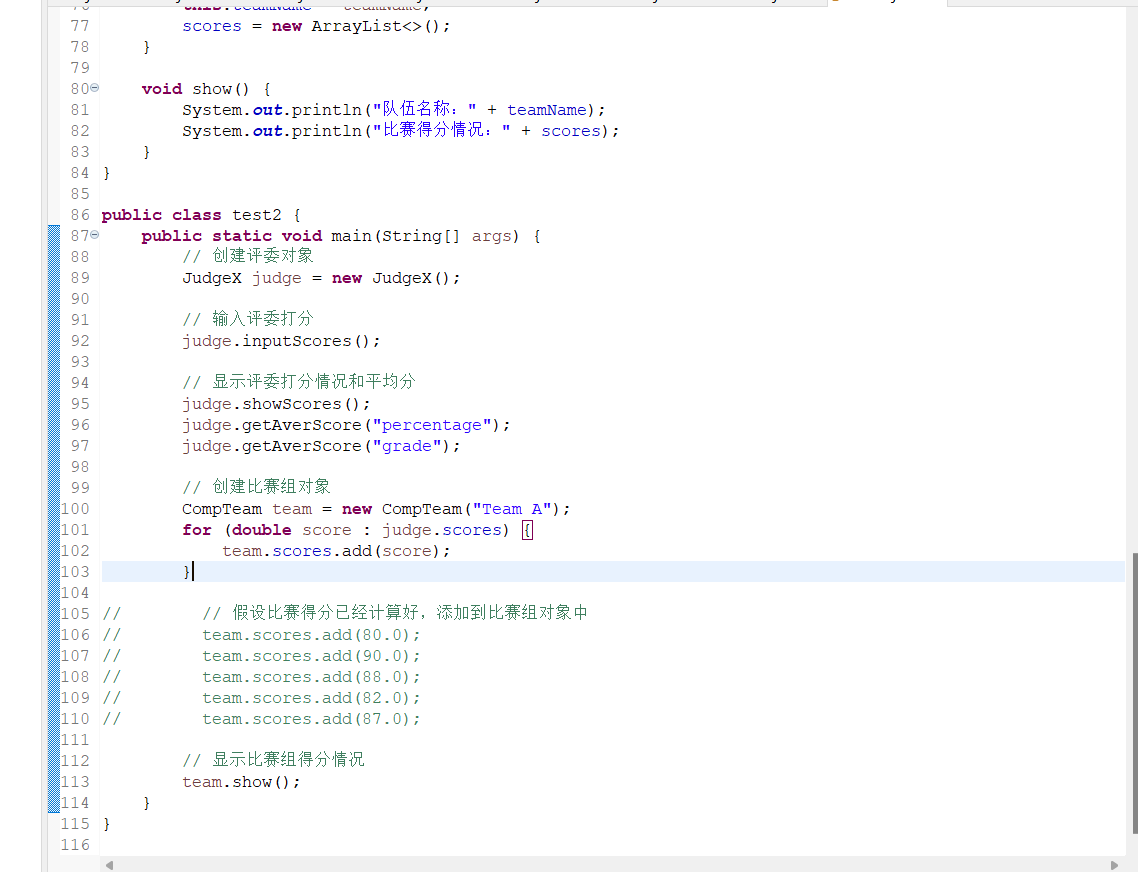 77 scores = new ArrayList<>();
78 }
79
80 void show() {
81 System.out.println("队伍名称：" + teamName);
82 System.out.println("比赛得分情况：" + scores);
83 }
84 }
85
86 public class test2 {
87 public static void main(String[] args) {
88 // 创建评委对象
89 JudgeX judge = new JudgeX();
90
91 // 输入评委打分
92 judge.inputScores();
93
94 // 显示评委打分情况和平均分
95 judge.showScores();
96 judge.getAverScore("percentage");
97 judge.getAverScore("grade");
98
99 // 创建比赛组对象
100 CompTeam team = new CompTeam("Team A");
101 for (double score : judge.scores) {
102 team.scores.add(score);
103 }
104
105 // // 假设比赛得分已经计算好，添加到比赛组对象中
106 // team.scores.add(80.0);
107 // team.scores.add(90.0);
108 // team.scores.add(88.0);
109 // team.scores.add(82.0);
110 // team.scores.add(87.0);
111
112 // 显示比赛组得分情况
113 team.show();
114 }
115 }
116